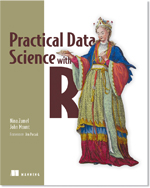 Practical Data
Science with
R
Nina Zumel
John Mount
MANNING